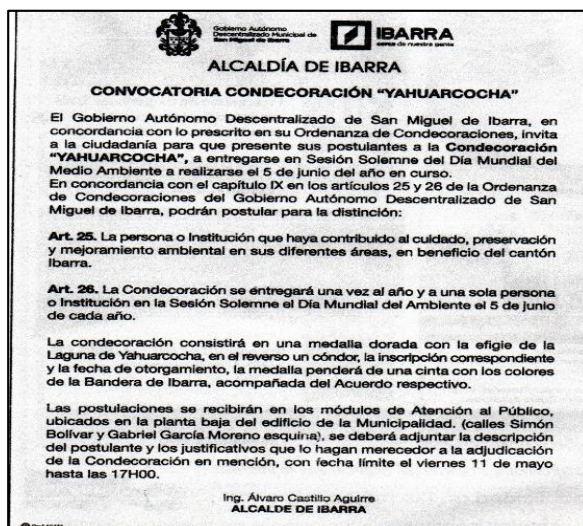 Gobierno Autónomo
Descentralizado Municipal de
San Miguel de Ibarra
IBARRA
cerca de nuestra gente
ALCALDÍA DE IBARRA
CONVOCATORIA CONDECORACIÓN “YAHUARCOCHA”
El Gobierno Autónomo Descentralizado de San Miguel de Ibarra, en
concordancia con lo prescrito en su Ordenanza de Condecoraciones, invita
a la ciudadanía para que presente sus postulantes a la Condecoración
“YAHUARCOCHA”, a entregarse en Sesión Solemne del Día Mundial del
Medio Ambiente a realizarse el 5 de junio del año en curso.
En concordancia con el capítulo IX en los artículos 25 y 26 de la Ordenanza
de Condecoraciones del Gobierno Autónomo Descentralizado de San
Miguel de Ibarra, podrán postular para la distinción:
Art. 25. La persona o Institución que haya contribuido al cuidado, preservación
y mejoramiento ambiental en sus diferentes áreas, en beneficio del cantón
Ibarra.
Art. 26. La Condecoración se entregará una vez al año y a una sola persona
o Institución en la Sesión Solemne el Día Mundial del Ambiente el 5 de junio
de cada año.
La condecoración consistirá en una medalla dorada con la efigie de la
Laguna de Yahuarcocha, en el reverso un cóndor, la inscripción correspondiente
y la fecha de otorgamiento, la medalla penderá de una cinta con los colores
de la Bandera de Ibarra, acompañada del Acuerdo respectivo.
Las postulaciones se recibirán en los módulos de Atención al Público,
ubicados en la planta baja del edificio de la Municipalidad. (calles Simón
Bolívar y Gabriel García Moreno esquina), se deberá adjuntar la descripción
del postulante y los justificativos que lo hagan merecedor a la adjudicación
de la Condecoración en mención, con fecha límite el viernes 11 de mayo
hasta las 17H00.
Ing. Álvaro Castillo Aguirre
ALCALDE DE IBARRA